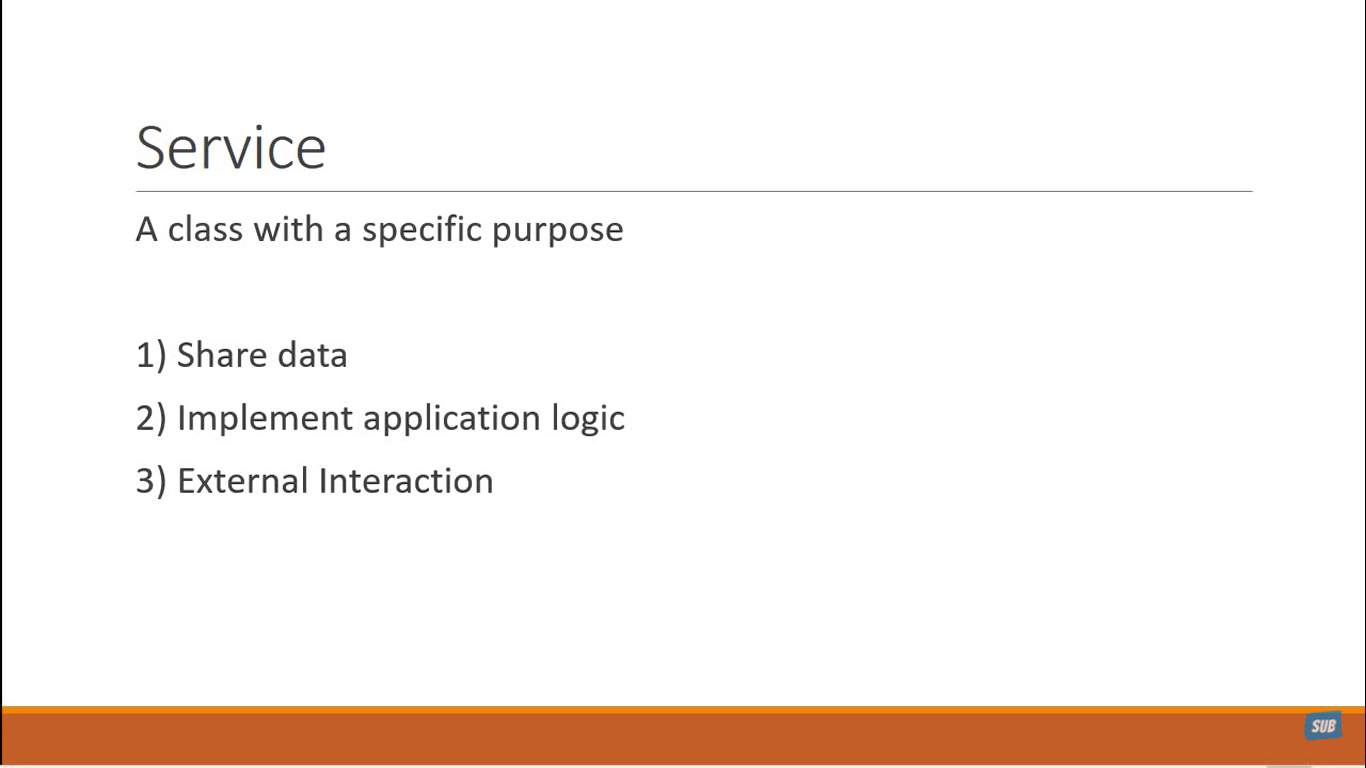 Service
A class with a specific purpose
1) Share data
2) Implement application logic
3) External Interaction
SUB